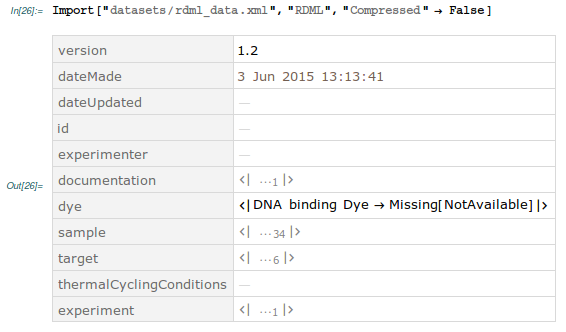 In[26]:= Import["datasets/rdml_data.xml", "RDML", "Compressed" → False]
version 1.2
dateMade 3 Jun 2015 13:13:41
dateUpdated —
id —
experimenter —
documentation <| …1 |>
Out[26]= dye <|DNA binding Dye → Missing[NotAvailable]|>
sample <| …34 |>
target <| …6 |>
thermalCyclingConditions —
experiment <| …1 |>